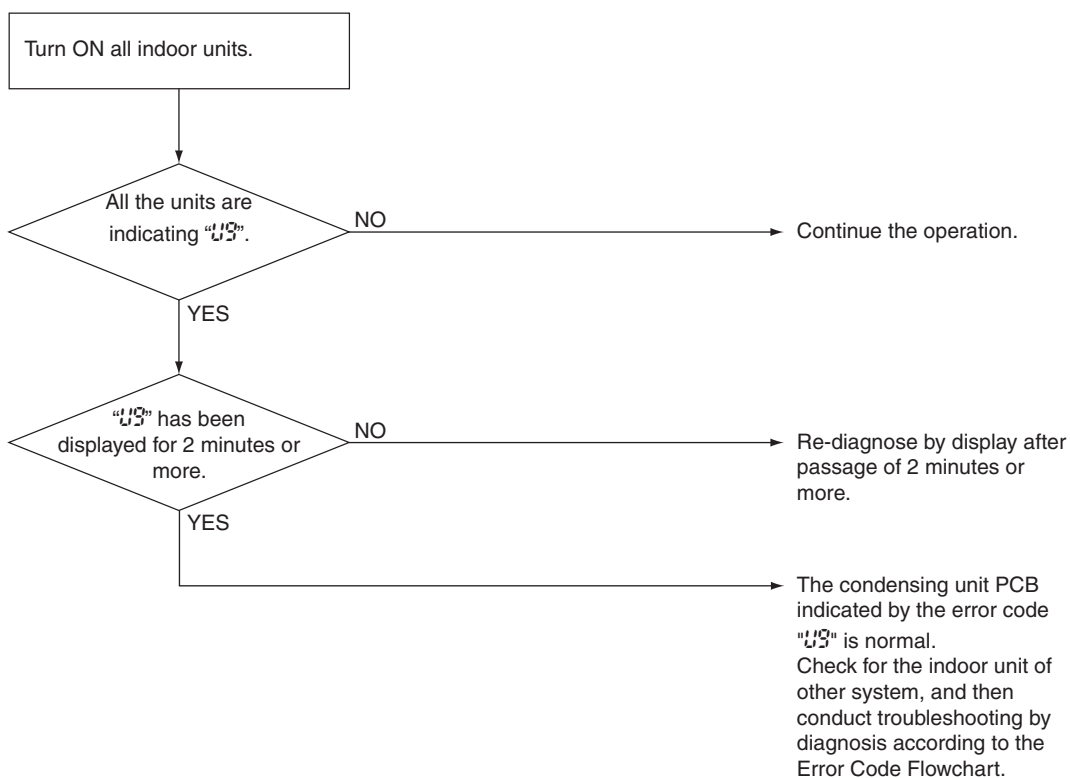 Turn ON all indoor units.
All the units are
indicating “U9”.
NO
Continue the operation.
YES
“U9” has been
displayed for 2 minutes or
more.
NO
Re-diagnose by display after
passage of 2 minutes or
more.
YES
The condensing unit PCB
indicated by the error code
"U9" is normal.
Check for the indoor unit of
other system, and then
conduct troubleshooting by
diagnosis according to the
Error Code Flowchart.